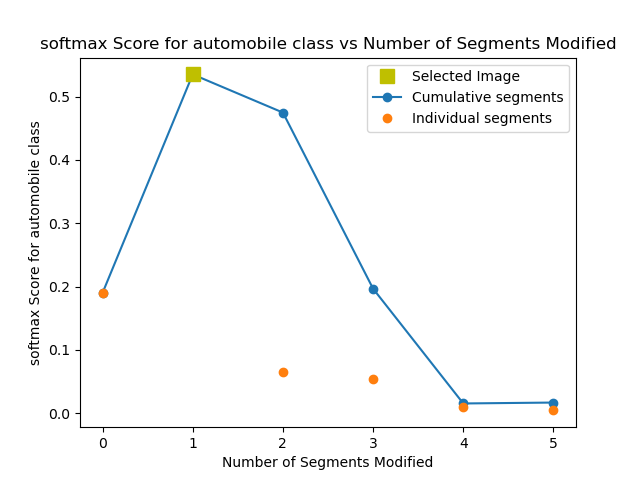 softmax Score for automobile class vs Number of Segments Modified
Selected Image
Cumulative segments
Individual segments
softmax Score for automobile class
0.5
0.4
0.3
0.2
0.1
0.0
0 1 2 3 4 5
Number of Segments Modified